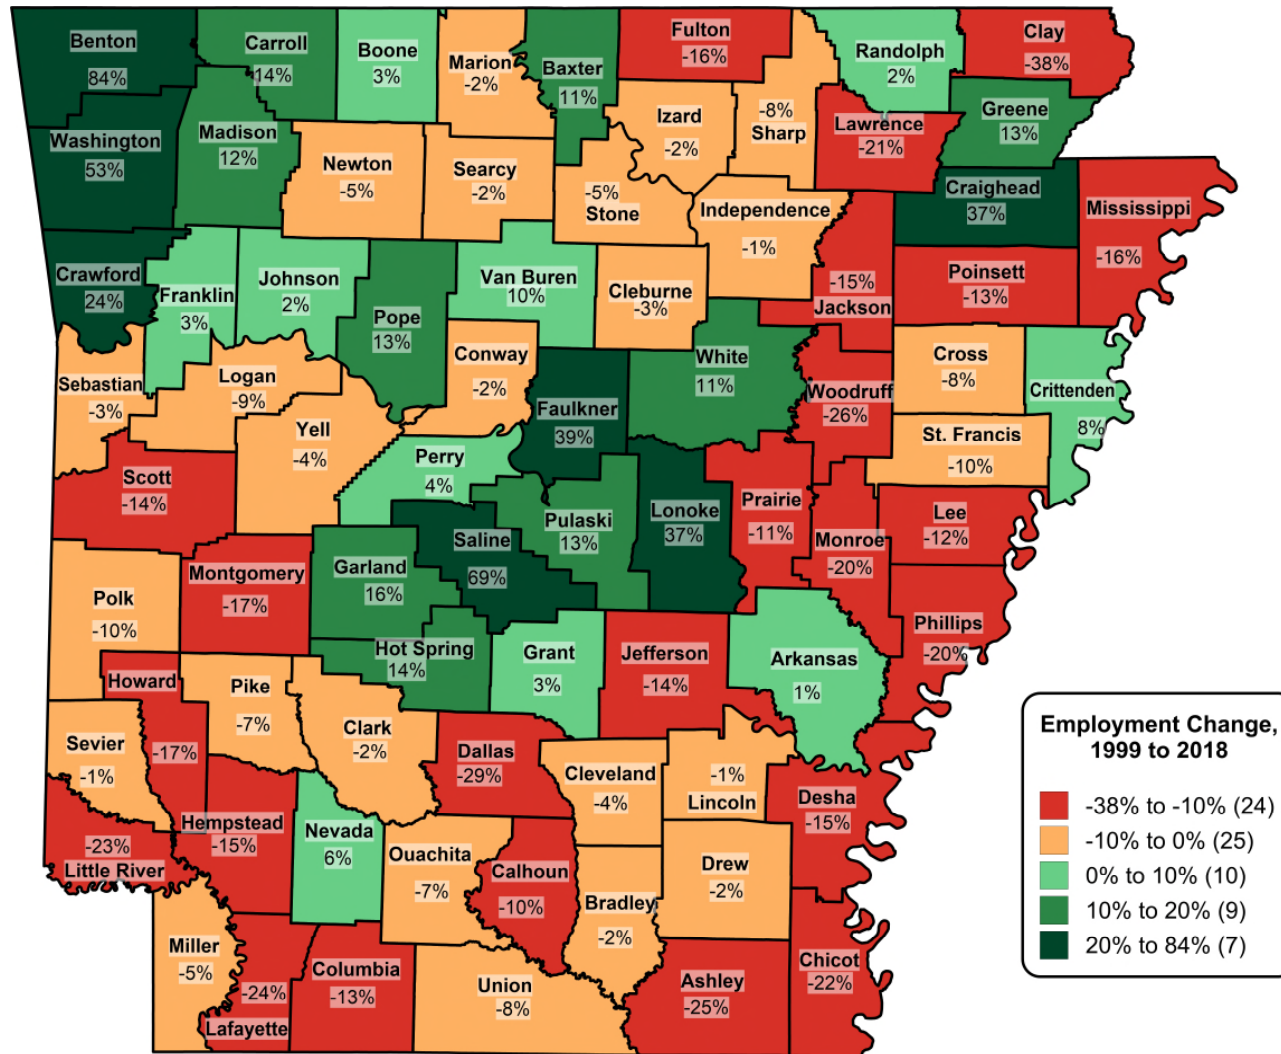 Benton
84%
Carroll
14%
Boone
3%
Marion
-2%
Baxter
11%
Fulton
-16%
Randolph
2%
Clay
-38%
Washington
53%
Madison
12%
Newton
-5%
Searcy
-2%
-5%
Stone
Izard
-2%
-8%
Sharp
Lawrence
-21%
Greene
13%
Independence
-1%
Craighead
37%
Mississippi
-16%
Crawford
24%
Franklin
3%
Johnson
2%
Pope
13%
Van Buren
10%
Cleburne
-3%
-15%
Jackson
Poinsett
-13%
Sebastian
-3%
Logan
-9%
Conway
-2%
White
11%
Woodruff
-26%
Cross
-8%
Crittenden
8%
Yell
-4%
Faulkner
39%
St. Francis
-10%
Scott
-14%
Perry
4%
Saline
69%
Pulaski
13%
Lonoke
37%
Prairie
-11%
Monroe
-20%
Lee
-12%
Polk
-10%
Montgomery
-17%
Garland
16%
Hot Spring
14%
Grant
3%
Jefferson
-14%
Arkansas
1%
Phillips
-20%
Howard
-17%
Pike
-7%
Clark
-2%
Dallas
-29%
Cleveland
-4%
-1%
Lincoln
Desha
-15%
Sevier
-1%
-23%
Little River
Hempstead
-15%
Nevada
6%
Ouachita
-7%
Calhoun
-10%
Bradley
-2%
Drew
-2%
Miller
-5%
-24%
Lafayette
Columbia
-13%
Union
-8%
Ashley
-25%
Chicot
-22%
Employment Change,
1999 to 2018
-38% to -10% (24)
-10% to 0% (25)
0% to 10% (10)
10% to 20% (9)
20% to 84% (7)